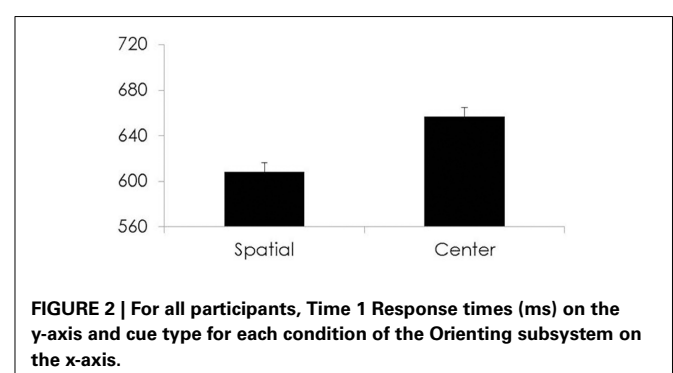 720
680
640
600
560
Spatial Center
FIGURE 2 | For all participants, Time 1 Response times (ms) on the
y-axis and cue type for each condition of the Orienting subsystem on
the x-axis.